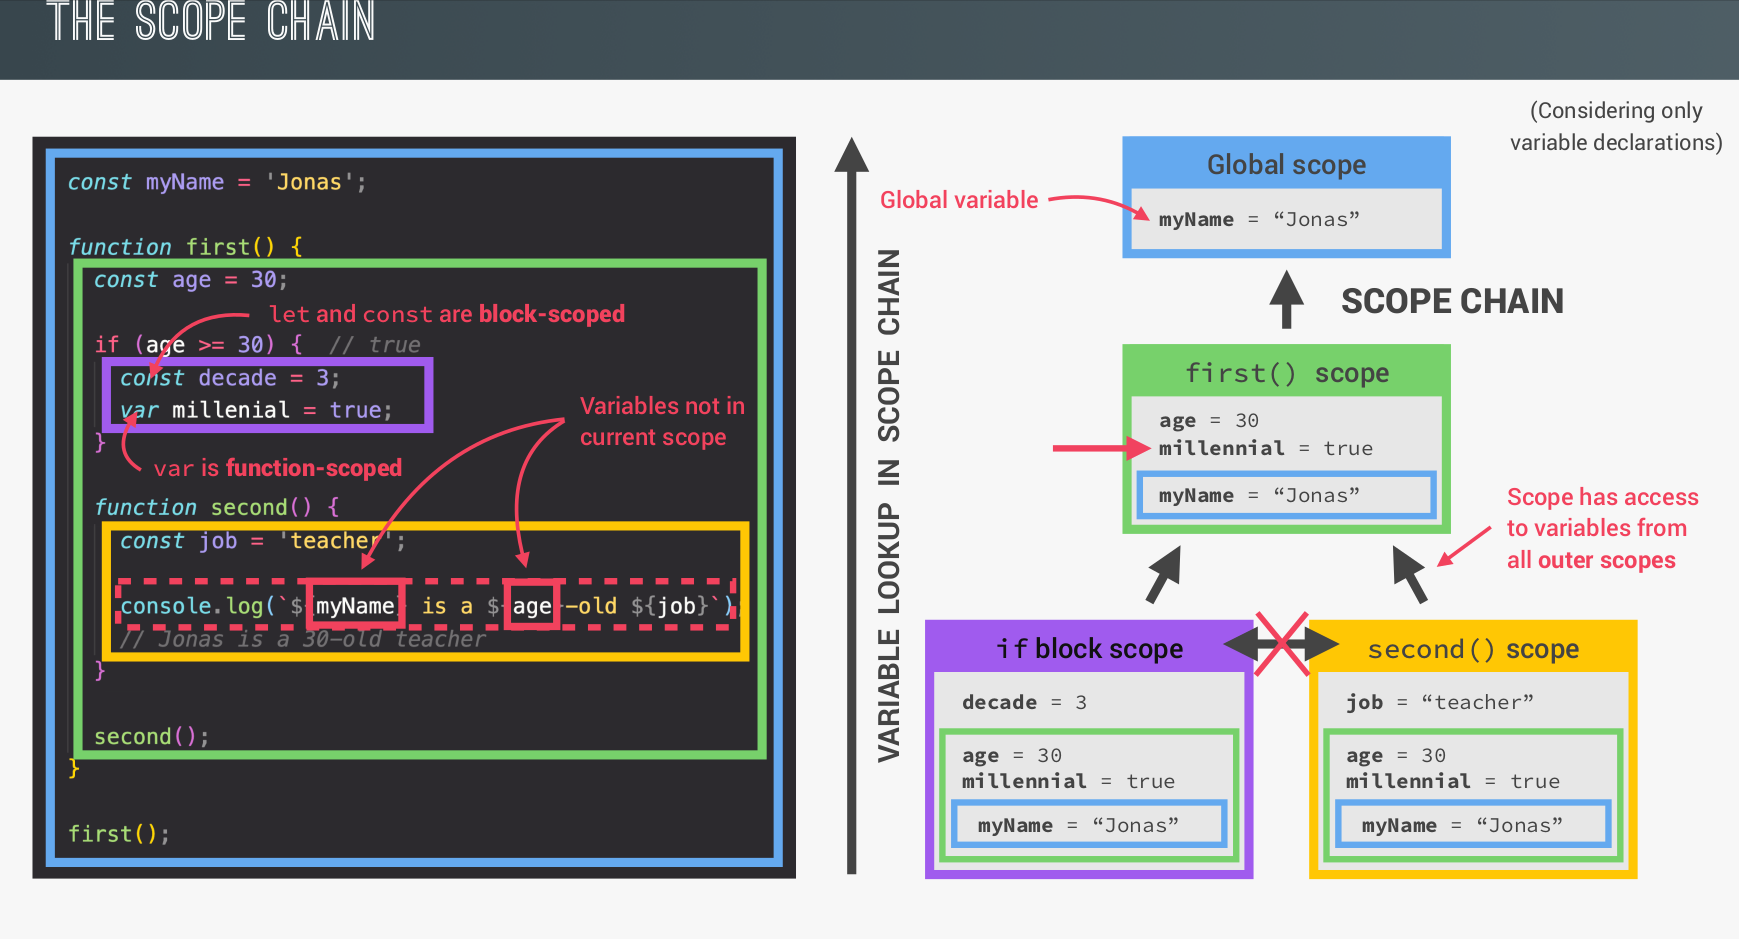 THE SCOPE CHAIN
(Considering only
variable declarations)
const myName = 'Jonas';
function first() {
const age = 30;
let and const are block-scoped
if (age >= 30) { // true
const decade = 3;
var millenial = true;
}
var is function-scoped
Variables not in
current scope
function second() {
const job = 'teacher';
console.log(`${myName} is a ${age}-old ${job}`)
// Jonas is a 30-old teacher
}
second();
}
first();
VARIABLE LOOKUP IN SCOPE CHAIN
Global variable
Global scope
myName = “Jonas”
SCOPE CHAIN
first() scope
age = 30
millennial = true
myName = “Jonas”
Scope has access
to variables from
all outer scopes
if block scope
decade = 3
age = 30
millennial = true
myName = “Jonas”
second() scope
job = “teacher”
age = 30
millennial = true
myName = “Jonas”